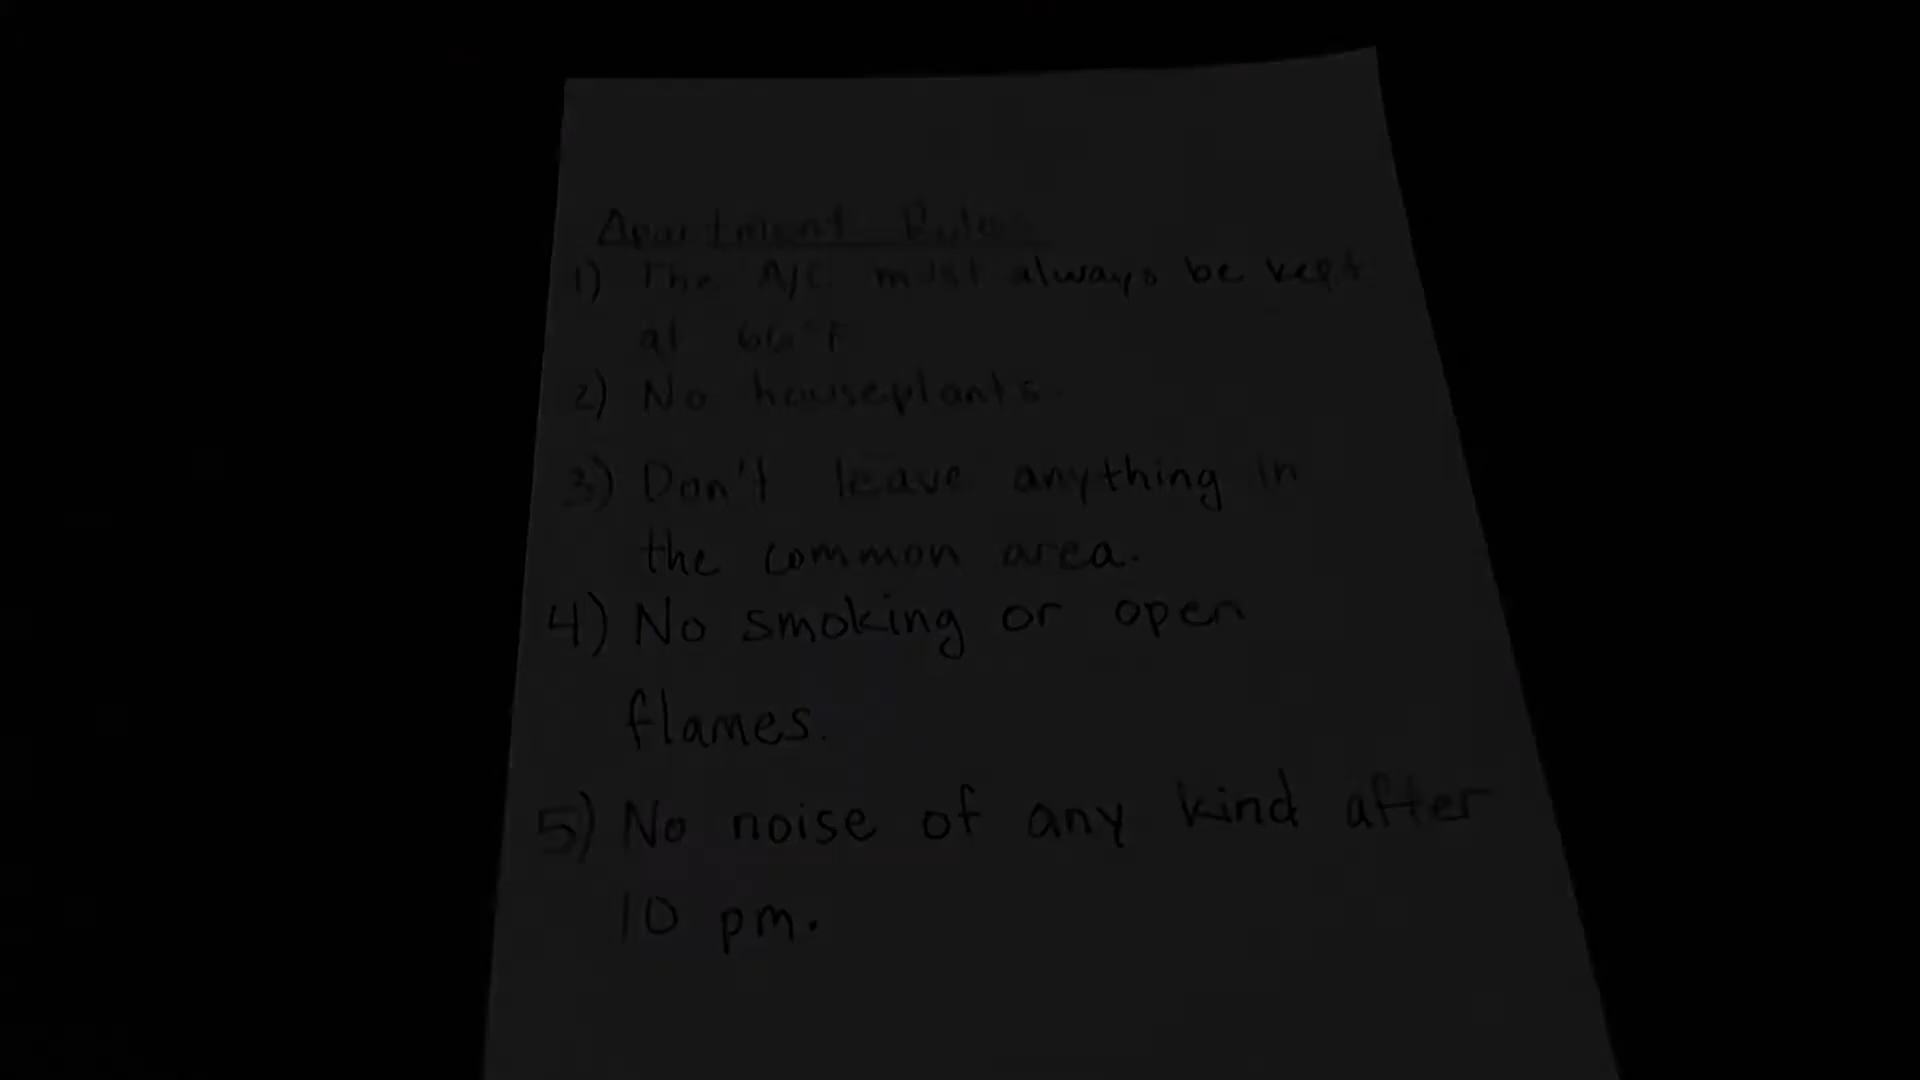 Apartment Rules
1) The A/C must always be kept
at 66°F
2) No houseplants.
3) Don't leave anything in
the common area.
4) No smoking or open
flames.
5) No noise of any kind after
10 pm.